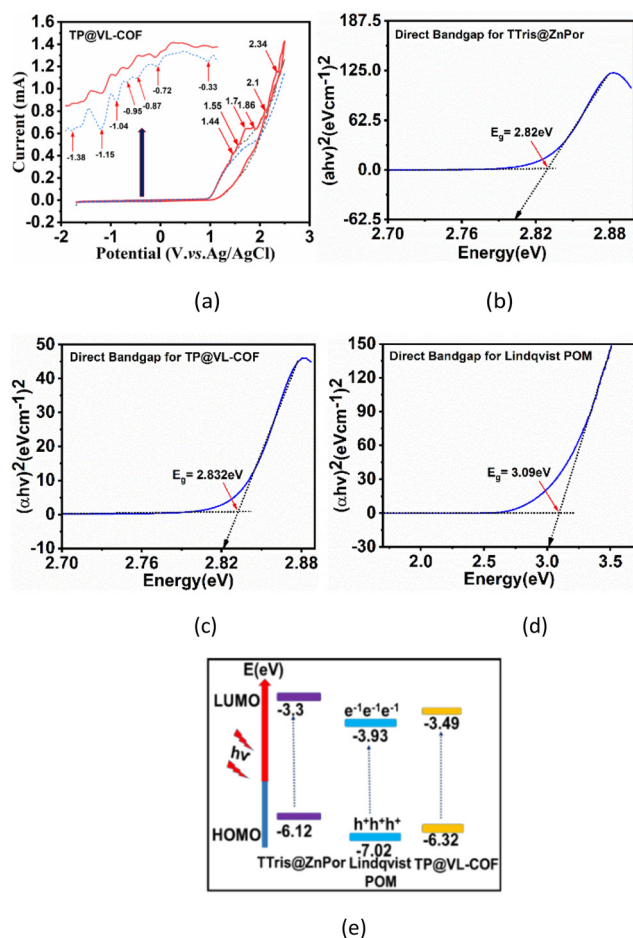 TP@VL-COF
1.6
1.4
1.2
1.0
0.8
0.6
0.4
0.2
0.0
-0.2
Current (mA)
-1.38
-1.15
-1.04
-0.95
-0.87
-0.72
-0.33
1.44
1.55
1.7
1.86
2.1
2.34
-2 -1 0 1 2 3
Potential (V.vs.Ag/AgCl)
(a)
Direct Bandgap for TTris@ZnPor
187.5
125.0
62.5
0.0
-62.5
(ahv)^2(eVcm-1)^2
Eg= 2.82eV
2.70 2.76 2.82 2.88
Energy(eV)
(b)
Direct Bandgap for TP@VL-COF
50
40
30
20
10
0
-10
(αhv)^2(eVcm-1)^2
Eg= 2.832eV
2.70 2.76 2.82 2.88
Energy(eV)
(c)
Direct Bandgap for Lindqvist POM
150
120
90
60
30
0
-30
(αhv)^2(eVcm-1)^2
Eg= 3.09eV
2.0 2.5 3.0 3.5
Energy(eV)
(d)
E(eV)
LUMO
-3.3
e-1e-1e-1
-3.93
-3.49
hv
HOMO
-6.12
h+h+h+
-7.02
-6.32
TTris@ZnPor Lindqvist TP@VL-COF
POM
(e)